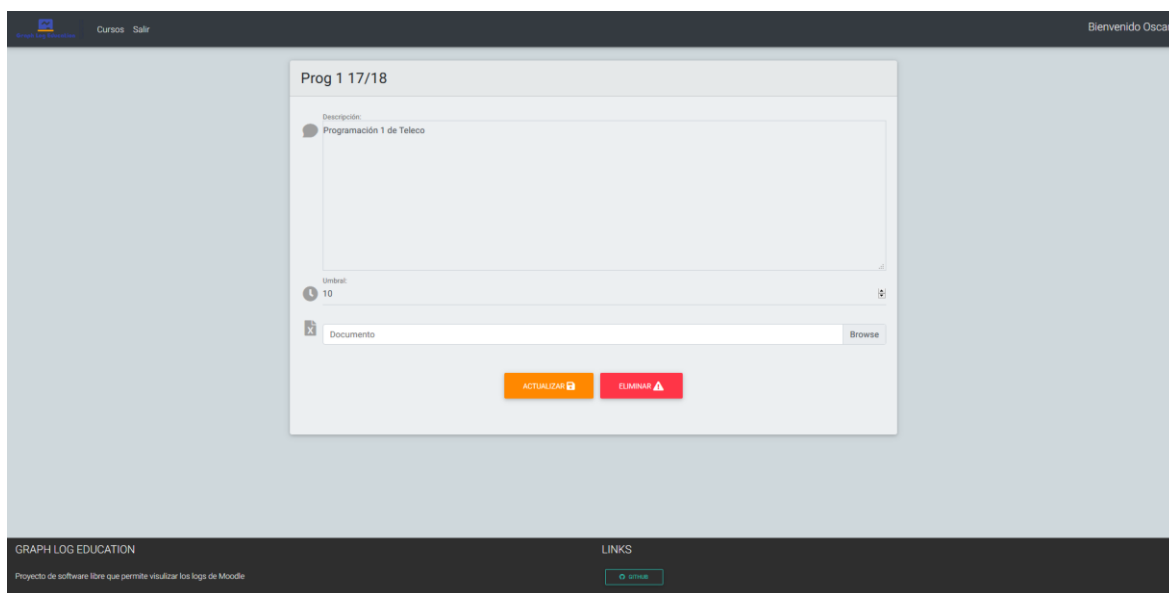 Cursos Salir
Bienvenido Oscar
Prog 1 17/18
Descripción:
Programación 1 de Teleco
Umbral:
10
Documento
Browse
ACTUALIZAR
ELIMINAR
GRAPH LOG EDUCATION
LINKS
Proyecto de software libre que permite visulizar los logs de Moodle
GITHUB